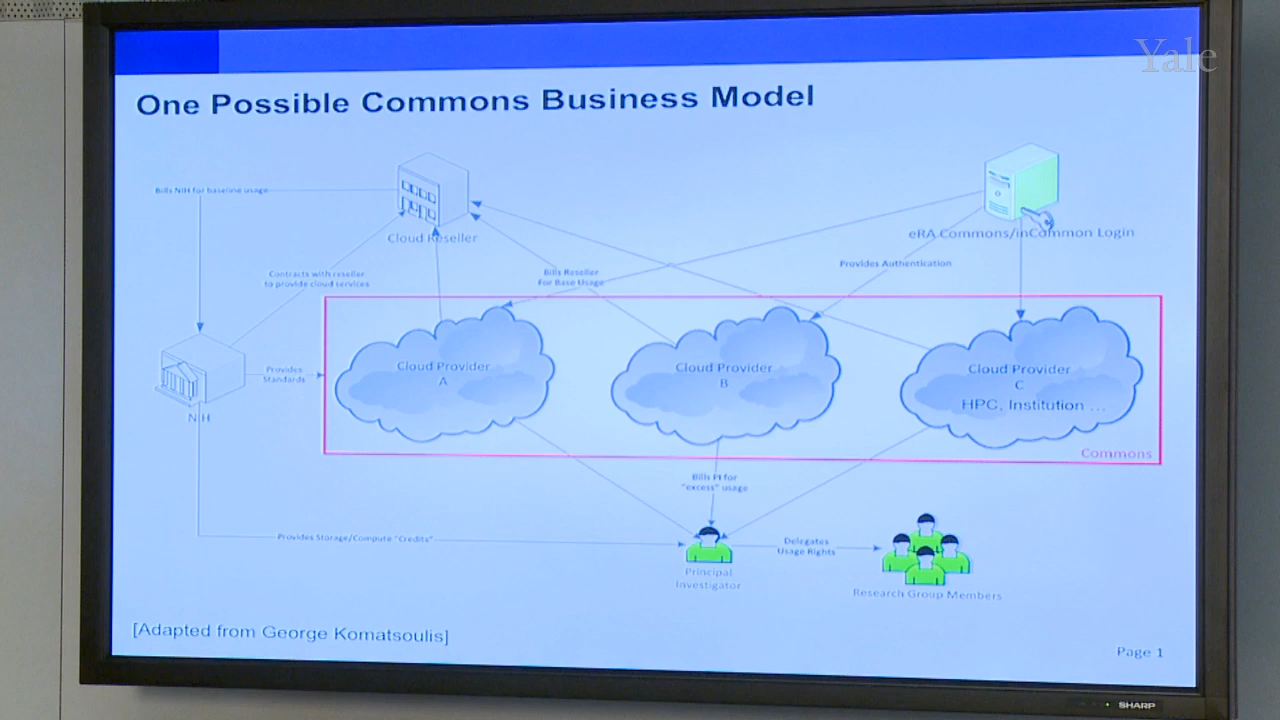 Yale
One Possible Commons Business Model
Bills NIH for baseline usage
Cloud Reseller
eRA Commons/inCommon Login
Contracts with reseller
to provide cloud services
Bills Reseller
For Base Usage
Provides Authentication
Cloud Provider
A
Cloud Provider
B
Cloud Provider
C
HPC, Institution ...
Provides
Standards
NIH
Commons
Bills PI for
"excess" usage
Provides Storage/Compute "Credits"
Delegates
Usage Rights
Principal
Investigator
Research Group Members
[Adapted from George Komatsoulis]
Page 1
SHARP